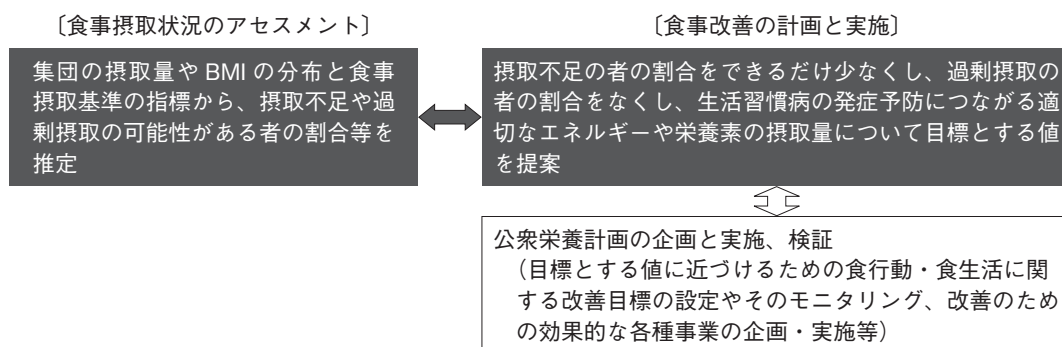 〔食事摂取状況のアセスメント〕
集団の摂取量や BMI の分布と食事
摂取基準の指標から、摂取不足や過
剰摂取の可能性がある者の割合等を
推定
〔食事改善の計画と実施〕
摂取不足の者の割合をできるだけ少なくし、過剰摂取の
者の割合をなくし、生活習慣病の発症予防につながる適
切なエネルギーや栄養素の摂取量について目標とする値
を提案
公衆栄養計画の企画と実施、検証
（目標とする値に近づけるための食行動・食生活に関
する改善目標の設定やそのモニタリング、改善のため
の効果的な各種事業の企画・実施等）